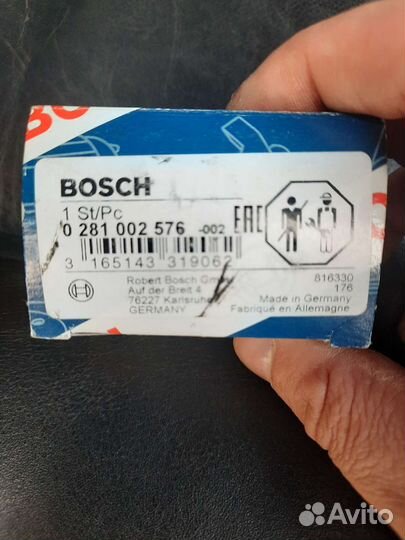 BO
BOSCH
1 St/Pc
0 281 002 576 -002
EAC
3 165143 319062
Robert Bosch
Auf der Breit 4
76227 Karlsruhe
GERMANY
816330
176
Made in Germany
Fabriqué en Allemagne
Avito